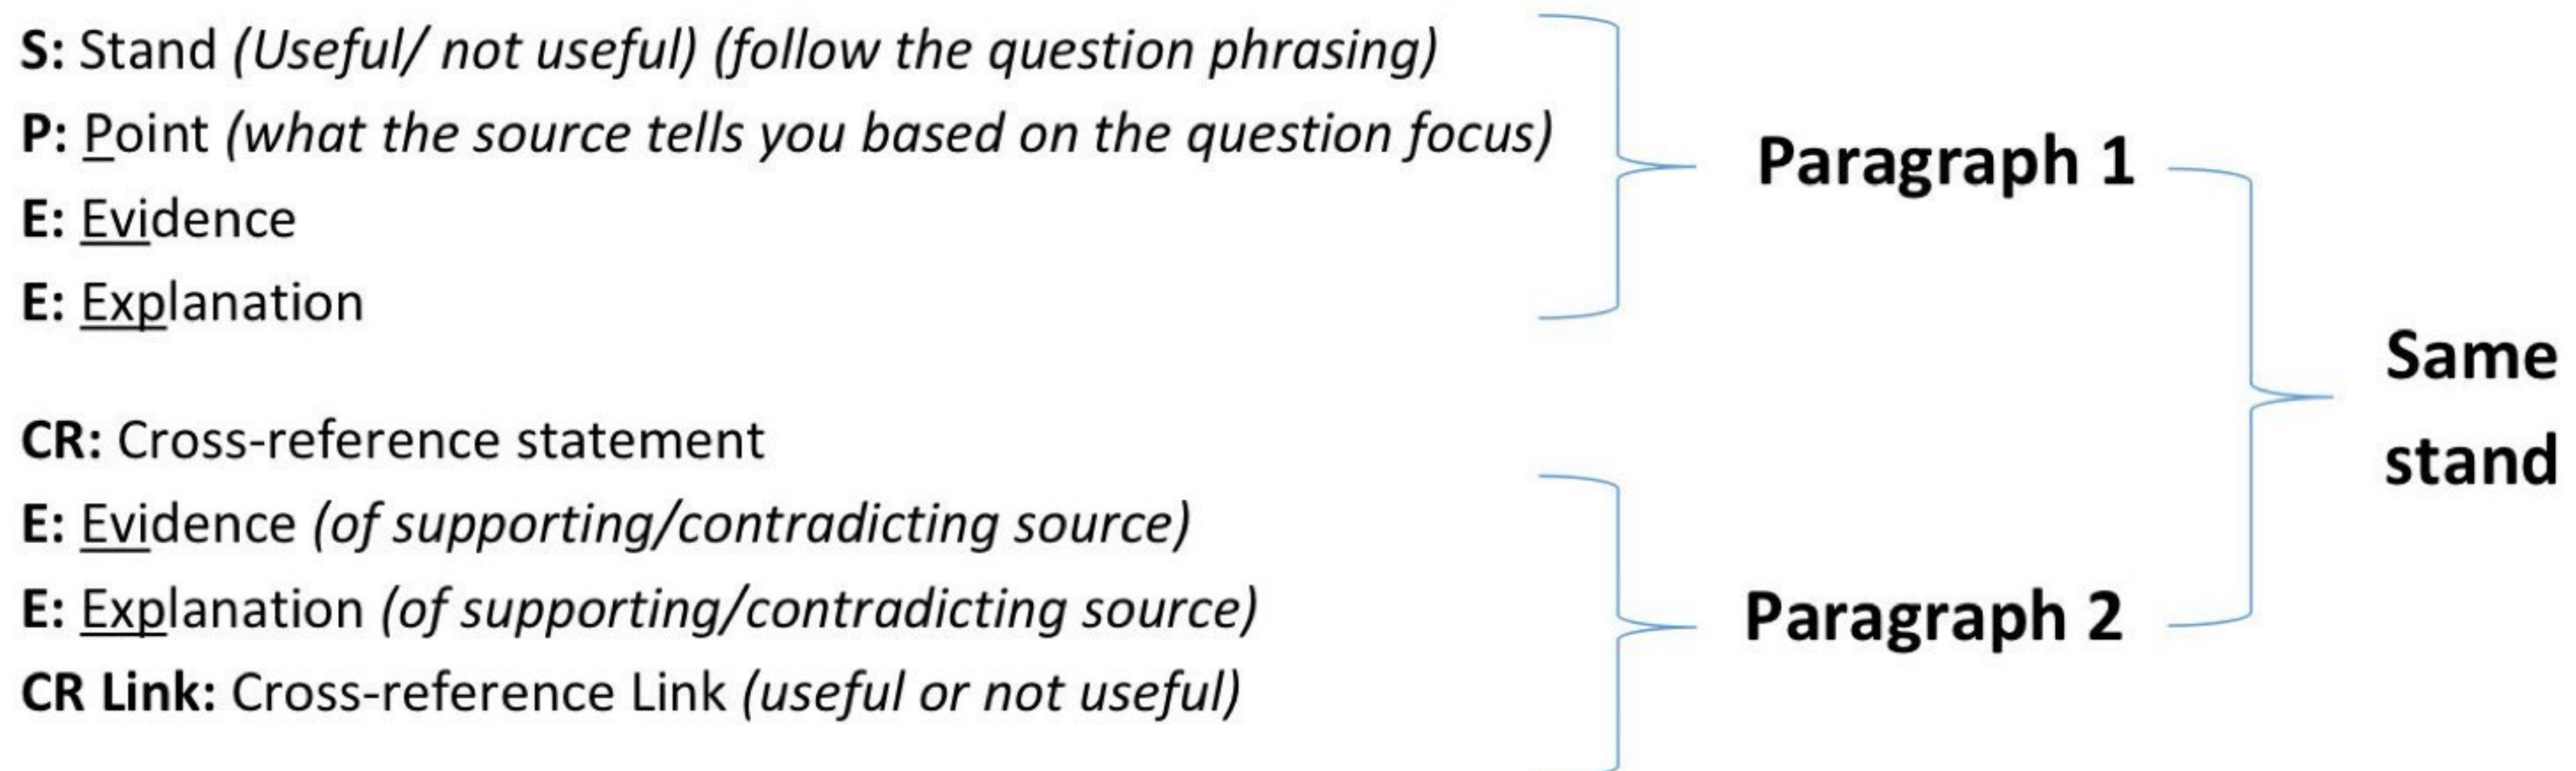 S: Stand (Useful/ not useful) (follow the question phrasing)
P: Point (what the source tells you based on the question focus)
E: Evidence
E: Explanation
Paragraph 1
CR: Cross-reference statement
E: Evidence (of supporting/contradicting source)
E: Explanation (of supporting/contradicting source)
CR Link: Cross-reference Link (useful or not useful)
Paragraph 2
Same
stand